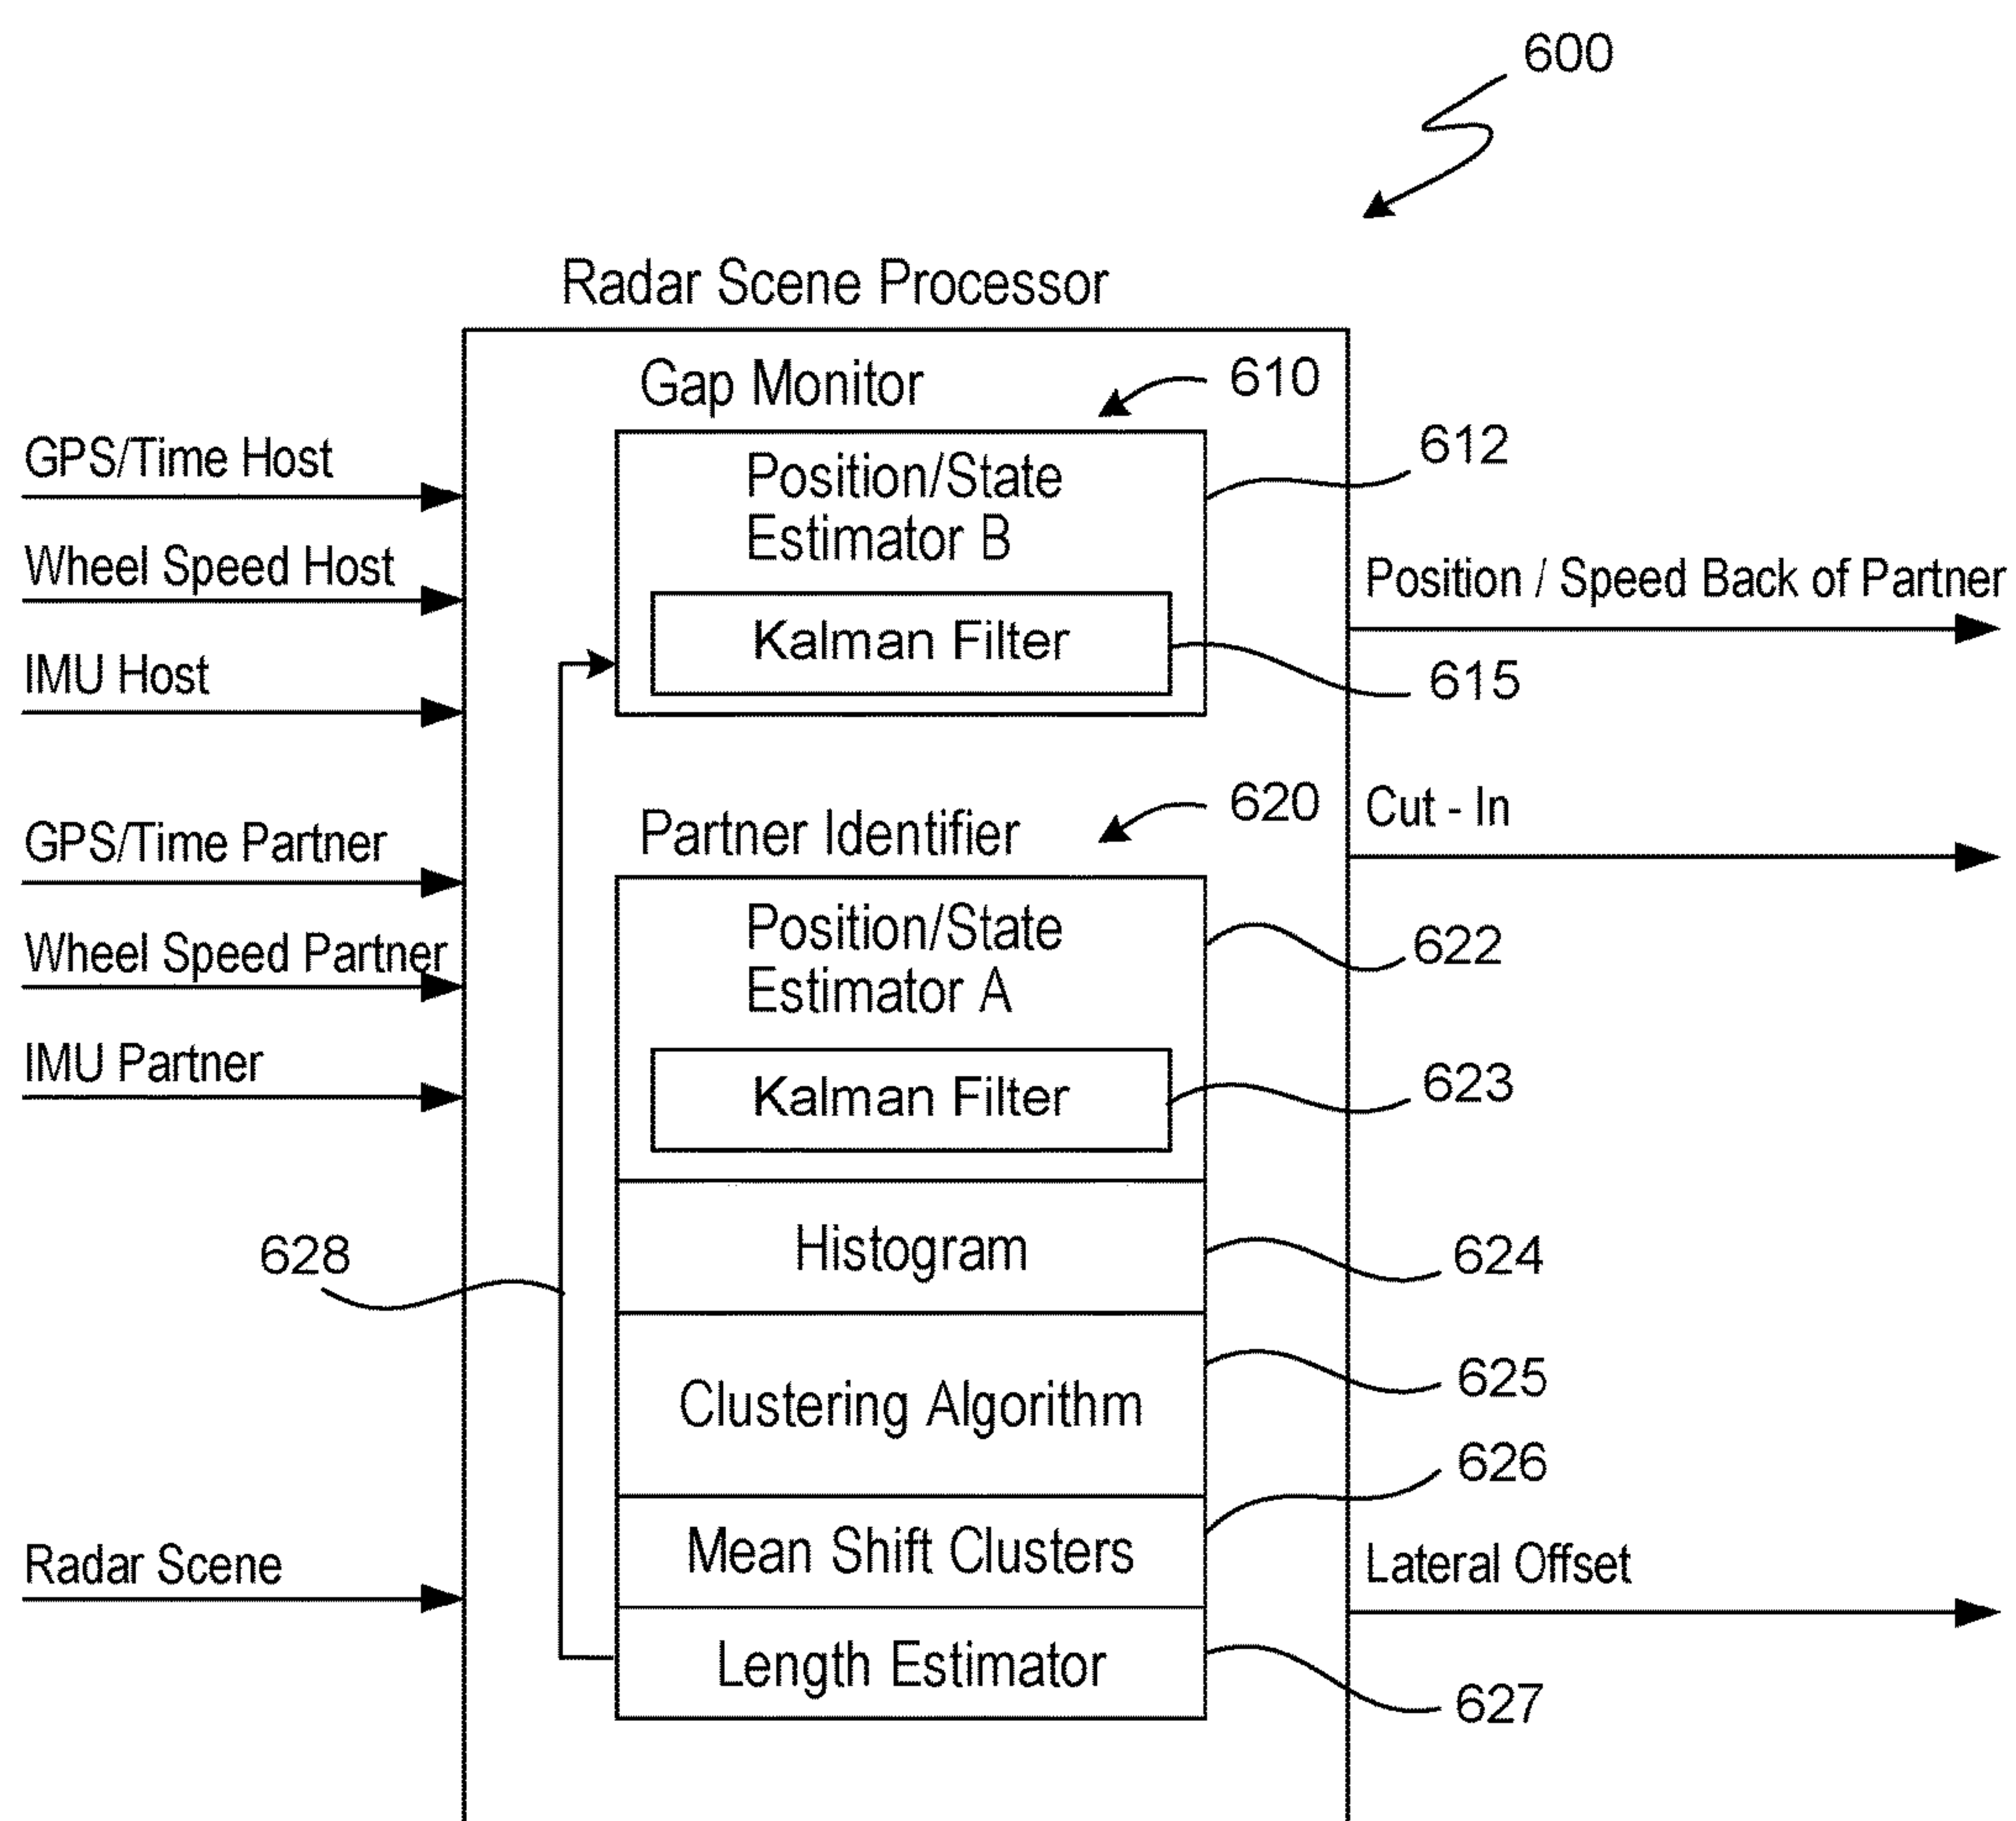 600
Radar Scene Processor
Gap Monitor
610
GPS/Time Host
Position/State
Estimator B
612
Wheel Speed Host
Position / Speed Back of Partner
Kalman Filter
615
IMU Host
Partner Identifier
620
Cut - In
GPS/Time Partner
Position/State
Estimator A
622
Wheel Speed Partner
IMU Partner
Kalman Filter
623
628
Histogram
624
Clustering Algorithm
625
626
Mean Shift Clusters
Radar Scene
Lateral Offset
Length Estimator
627